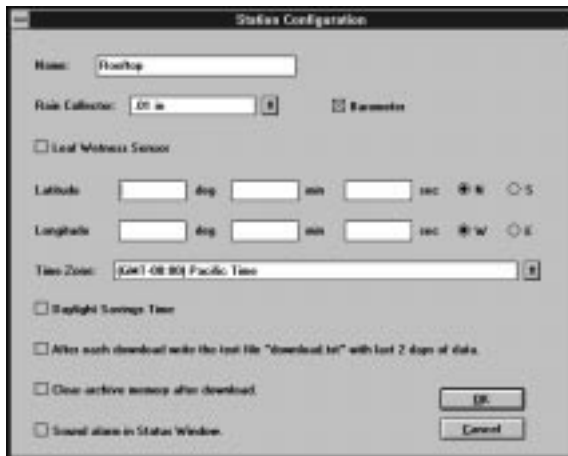 Station Configuration
Name: Rooftop
Rain Collector: .01 in Barometer
Leaf Wetness Sensor
Latitude deg min sec N S
Longitude deg min sec W E
Time Zone: (GMT-08:00) Pacific Time
Daylight Savings Time
After each download write the text file "download.txt" with last 2 days of data.
Clear archive memory after download.
OK
Sound alarm in Status Window.
Cancel